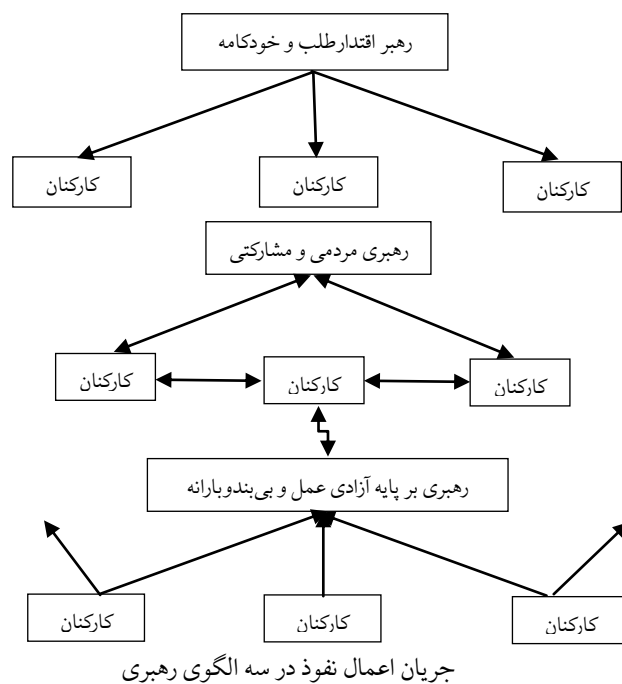 رهبر اقتدارطلب و خودکامه
کارکنان
کارکنان
کارکنان
رهبری مردمی و مشارکتی
کارکنان
کارکنان
کارکنان
رهبری بر پایه آزادی عمل و بی‌بندوبارانه
کارکنان
کارکنان
کارکنان
جریان اعمال نفوذ در سه الگوی رهبری